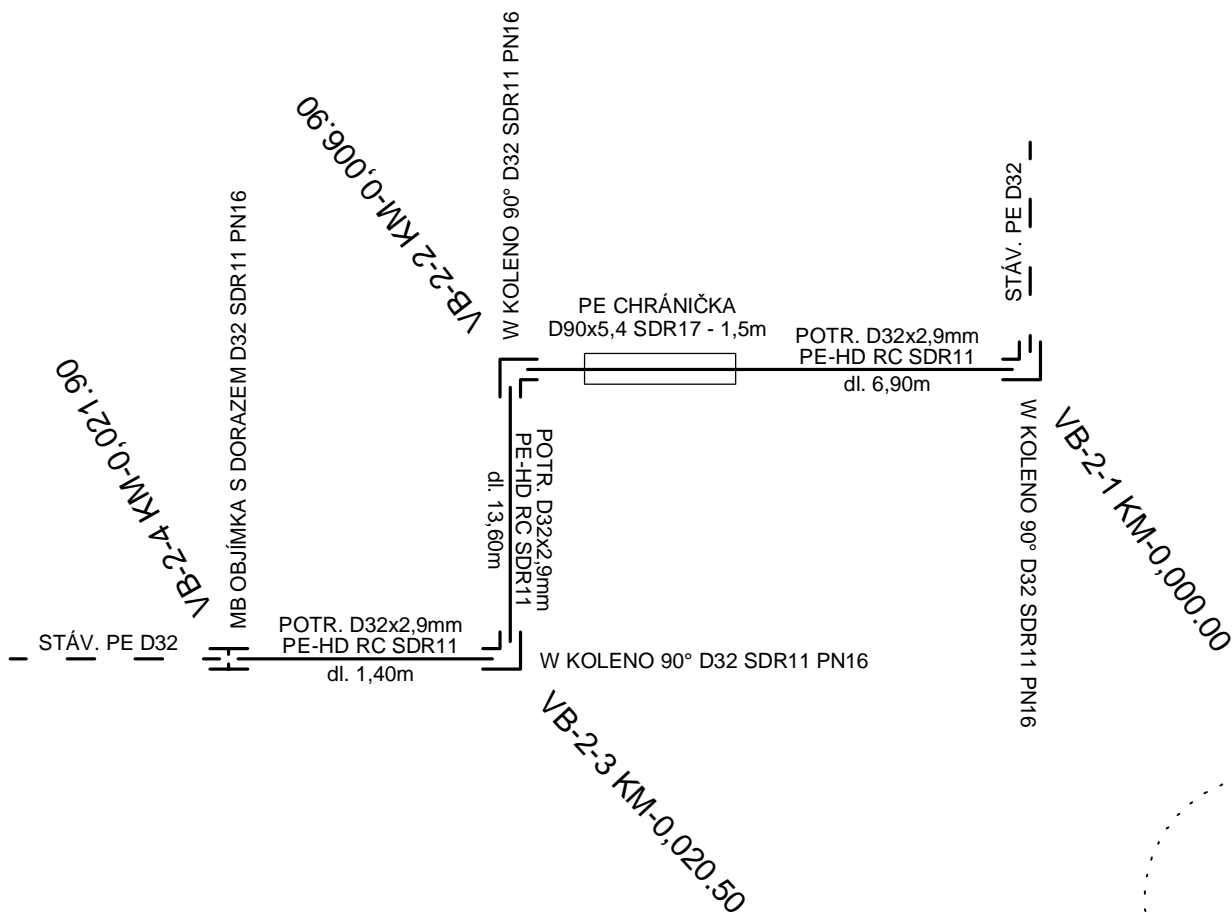 W KOLENO 90° D32 SDR11 PN16
VB-2-2 KM-0,006.90
STÁV. PE D32
PE CHRÁNIČKA
D90x5,4 SDR17 - 1,5m
POTR. D32x2,9mm
PE-HD RC SDR11
dl. 6,90m
MB OBJÍMKA S DORAZEM D32 SDR11 PN16
VB-2-4 KM-0,021.90
POTR. D32x2,9mm
PE-HD RC SDR11
dl. 13,60m
W KOLENO 90° D32 SDR11 PN16
VB-2-1 KM-0,000.00
STÁV. PE D32
POTR. D32x2,9mm
PE-HD RC SDR11
dl. 1,40m
W KOLENO 90° D32 SDR11 PN16
VB-2-3 KM-0,020.50